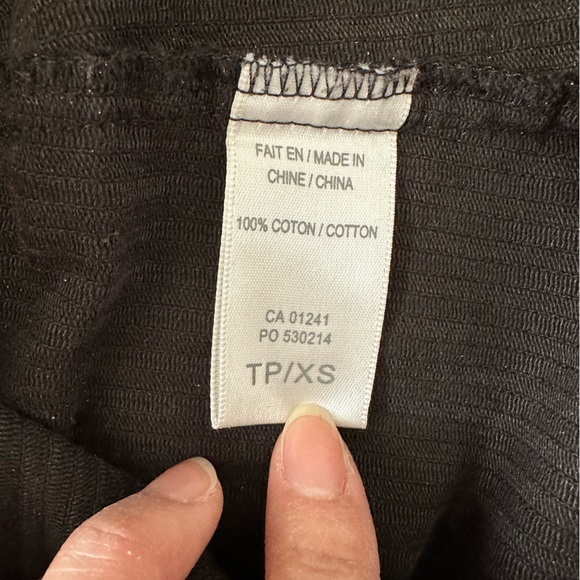 FAIT EN / MADE IN
CHINE / CHINA
100% COTON / COTTON
CA 01241
PO 530214
TP/XS